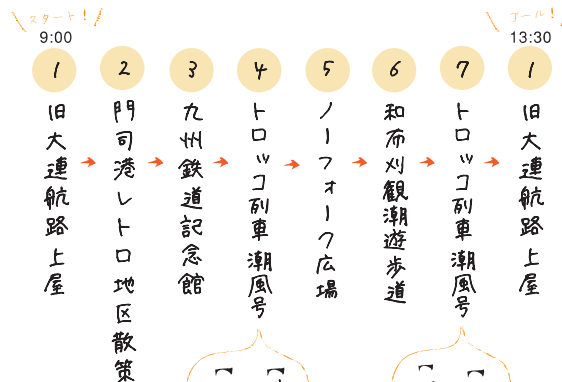 スタート!
9:00
1
旧大連航路上屋
2
門司港レトロ地区散策
3
九州鉄道記念館
4
トロッコ列車潮風号
5
ノーフォーク広場
6
和布刈観潮遊歩道
7
トロッコ列車潮風号
ゴール!
13:30
1
旧大連航路上屋